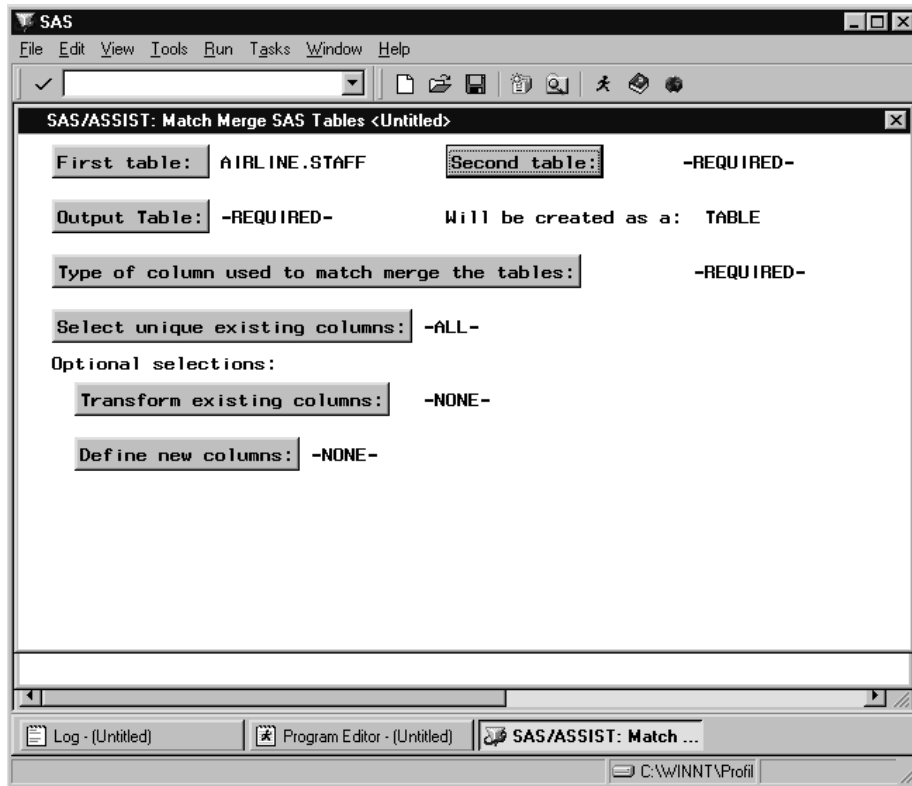 SAS
File Edit View Tools Run Tasks Window Help
SAS/ASSIST: Match Merge SAS Tables <Untitled>
First table: AIRLINE.STAFF Second table: -REQUIRED-
Output Table: -REQUIRED- Will be created as a: TABLE
Type of column used to match merge the tables: -REQUIRED-
Select unique existing columns: -ALL-
Optional selections:
Transform existing columns: -NONE-
Define new columns: -NONE-
Log - (Untitled) Program Editor - (Untitled) SAS/ASSIST: Match ...
C:\WINNT\Profil